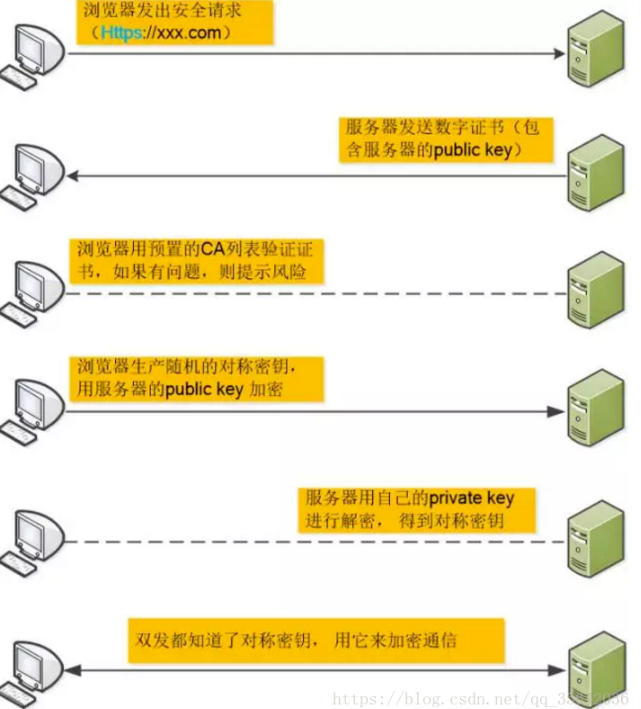 浏览器发出安全请求
（Https://xxx.com）
服务器发送数字证书（包
含服务器的public key）
浏览器用预置的CA列表验证证
书，如果有问题，则提示风险
浏览器生产随机的对称密钥，
用服务器的public key 加密
服务器用自己的private key
进行解密， 得到对称密钥
双发都知道了对称密钥， 用它来加密通信